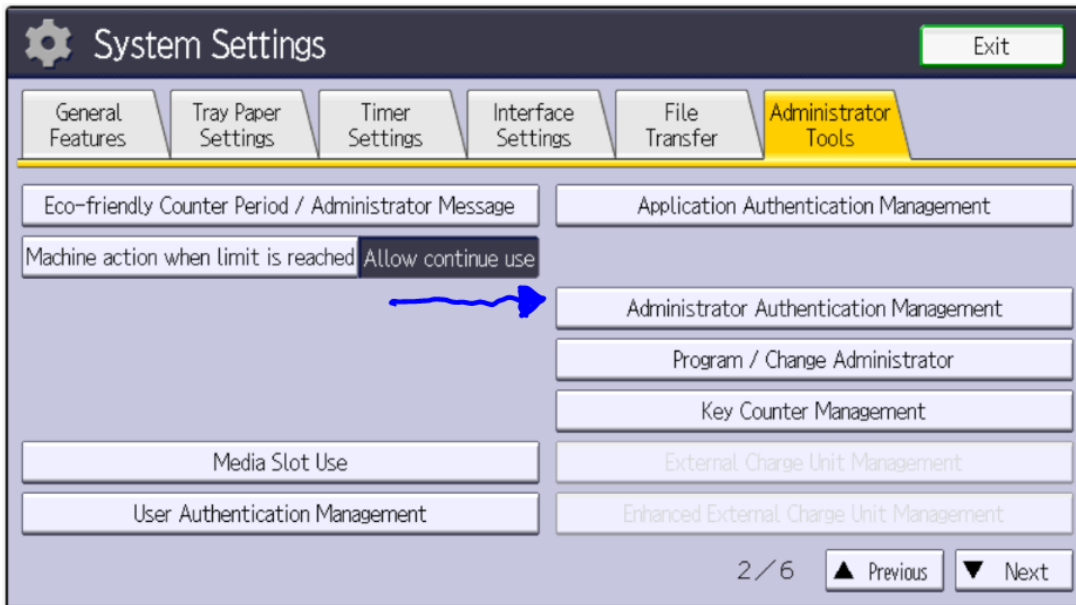 System Settings
Exit
General
Features
Tray Paper
Settings
Timer
Settings
Interface
Settings
File
Transfer
Administrator
Tools
Eco-friendly Counter Period / Administrator Message
Application Authentication Management
Machine action when limit is reached Allow continue use
Administrator Authentication Management
Program / Change Administrator
Key Counter Management
Media Slot Use
External Charge Unit Management
User Authentication Management
Enhanced External Charge Unit Management
2/6 ▲ Previous ▼ Next